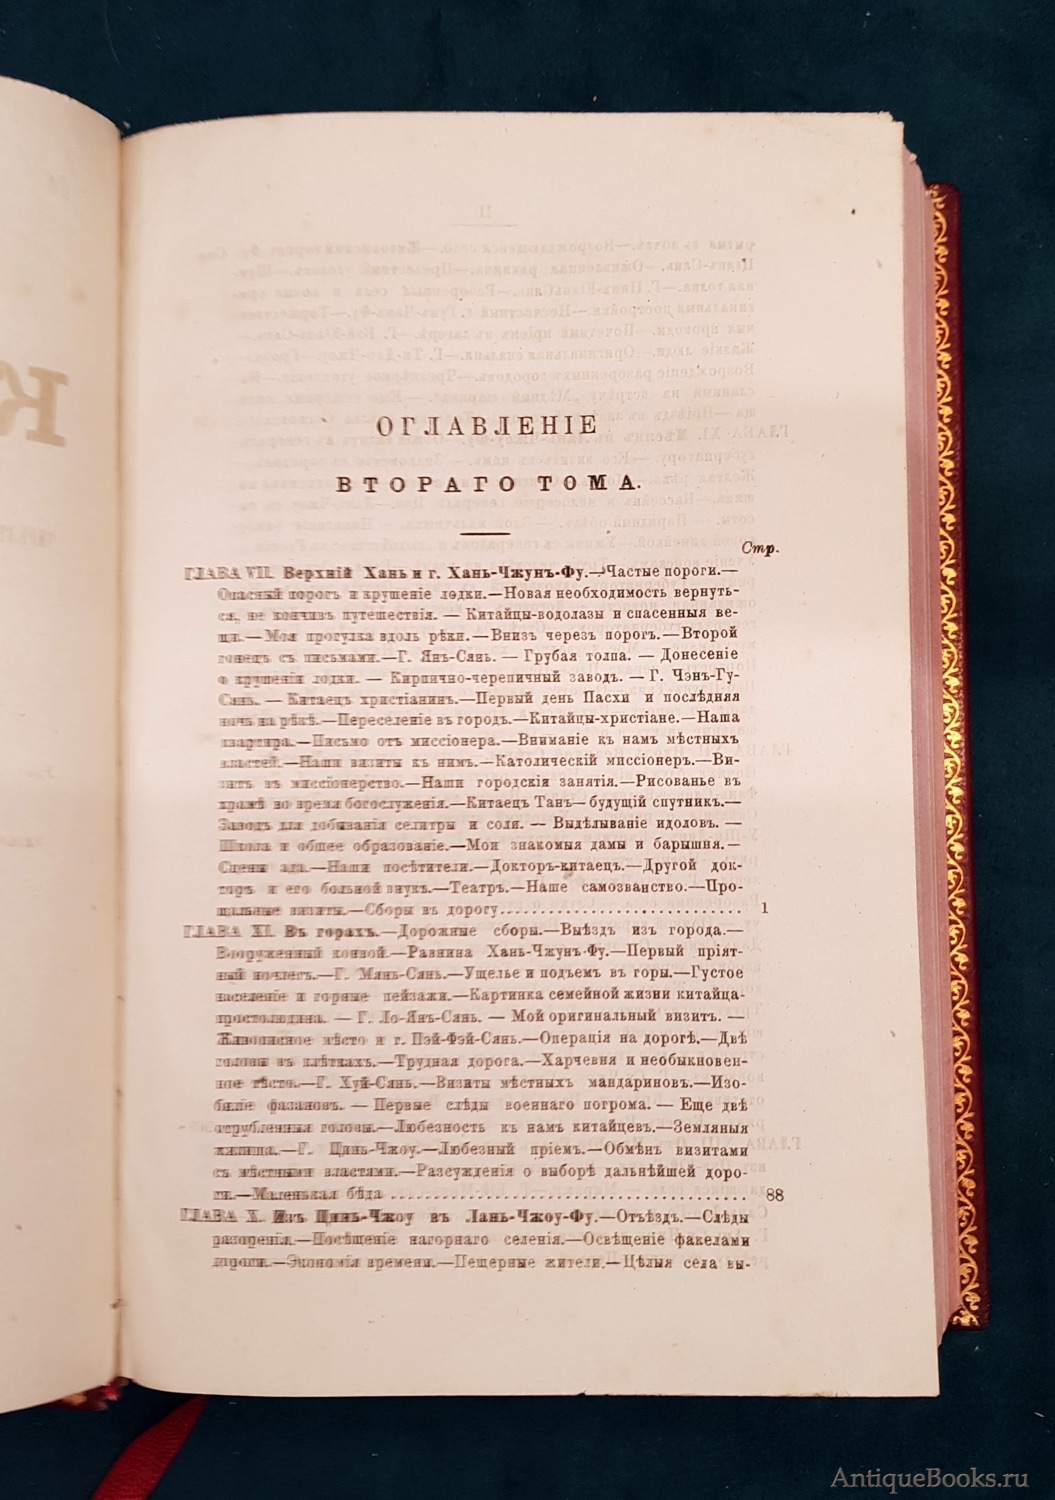 К
ОГЛАВЛЕНІЕ
ВТОРАГО ТОМА.
Стр.
ГЛАВА VII. Верхній Хань и г. Хань-Чжунъ-Фу.—Частые пороги.—
Опасный порог и крушеніе лодки.—Новая необходимость вернуть-
ся, не кончивъ путешествія. — Китайцы-водолазы и спасенныя ве-
щи.—Моя прогулка вдоль рѣки.—Внизъ черезъ порогъ.—Второй
гонецъ съ письмами.—Г. Янъ-Сянь. — Грубая толпа. — Донесеніе
о крушеніи лодки. — Кирпично-черепичный заводъ. — Г. Чэнъ-Гу-
Сянь. — Китаецъ христіанинъ.—Первый день Пасхи и послѣдняя
ночь на рѣкѣ.—Переселеніе въ городъ.—Китайцы-христіане.—Наша
квартира.—Письмо отъ миссіонера.—Вниманіе къ намъ мѣстныхъ
властей.—Наши визиты къ нимъ.—Католическій миссіонеръ.—Ви-
зитъ въ миссіонерство.—Наши городскія занятія.—Рисованье въ
храмѣ во время богослуженія.—Китаецъ Танъ—будущій спутникъ.—
Заводъ для добыванія селитры и соли. — Выдѣлываніе идоловъ. —
Школа и общее образованіе.—Мои знакомыя дамы и барышня.—
Сцены ада.—Наши посѣтители.—Докторъ-китаецъ.—Другой док-
торъ и его больной внукъ.—Театръ.—Наше самозванство.—Про-
щальные визиты.—Сборы въ дорогу . . . 1
ГЛАВА XI. Въ горахъ.—Дорожные сборы.—Выѣздъ изъ города.—
Вооруженный конвой.—Равнина Хань-Чжунъ-Фу.—Первый пріят-
ный ночлегъ.—Г. Мянь-Сянь.—Ущелье и подъемъ въ горы.—Густое
населеніе и горные пейзажи.—Картинка семейной жизни китайца-
простолюдина. — Г. Ло-Янъ-Сянь. — Мой оригинальный визитъ. —
Живописное мѣсто и г. Пэй-Фэй-Сянь.—Операція на дорогѣ.—Двѣ
головы въ клѣткахъ.—Трудная дорога.—Харчевня и необыкновен-
ное тѣсто.—Г. Хуй-Сянь.—Визиты мѣстныхъ мандариновъ.—Изо-
биліе фазановъ. — Первые слѣды военнаго погрома. — Еще двѣ
отрубленныя головы.—Любезность къ намъ китайцевъ.—Земляныя
жилища.—Г. Цинь-Чжоу.—Любезный пріемъ.—Обмѣнъ визитами
съ мѣстными властями.—Разсужденія о выборѣ дальнѣйшей доро-
ги.—Маленькая бѣда . . . 88
ГЛАВА X. Изъ Цинь-Чжоу въ Лань-Чжоу-Фу.—Отъѣздъ.—Слѣды
разоренія.—Посѣщеніе нагорнаго селенія.—Освѣщеніе факелами
дороги.—Экономія времени.—Пещерные жители.—Цѣлыя села вы-
AntiqueBooks.ru